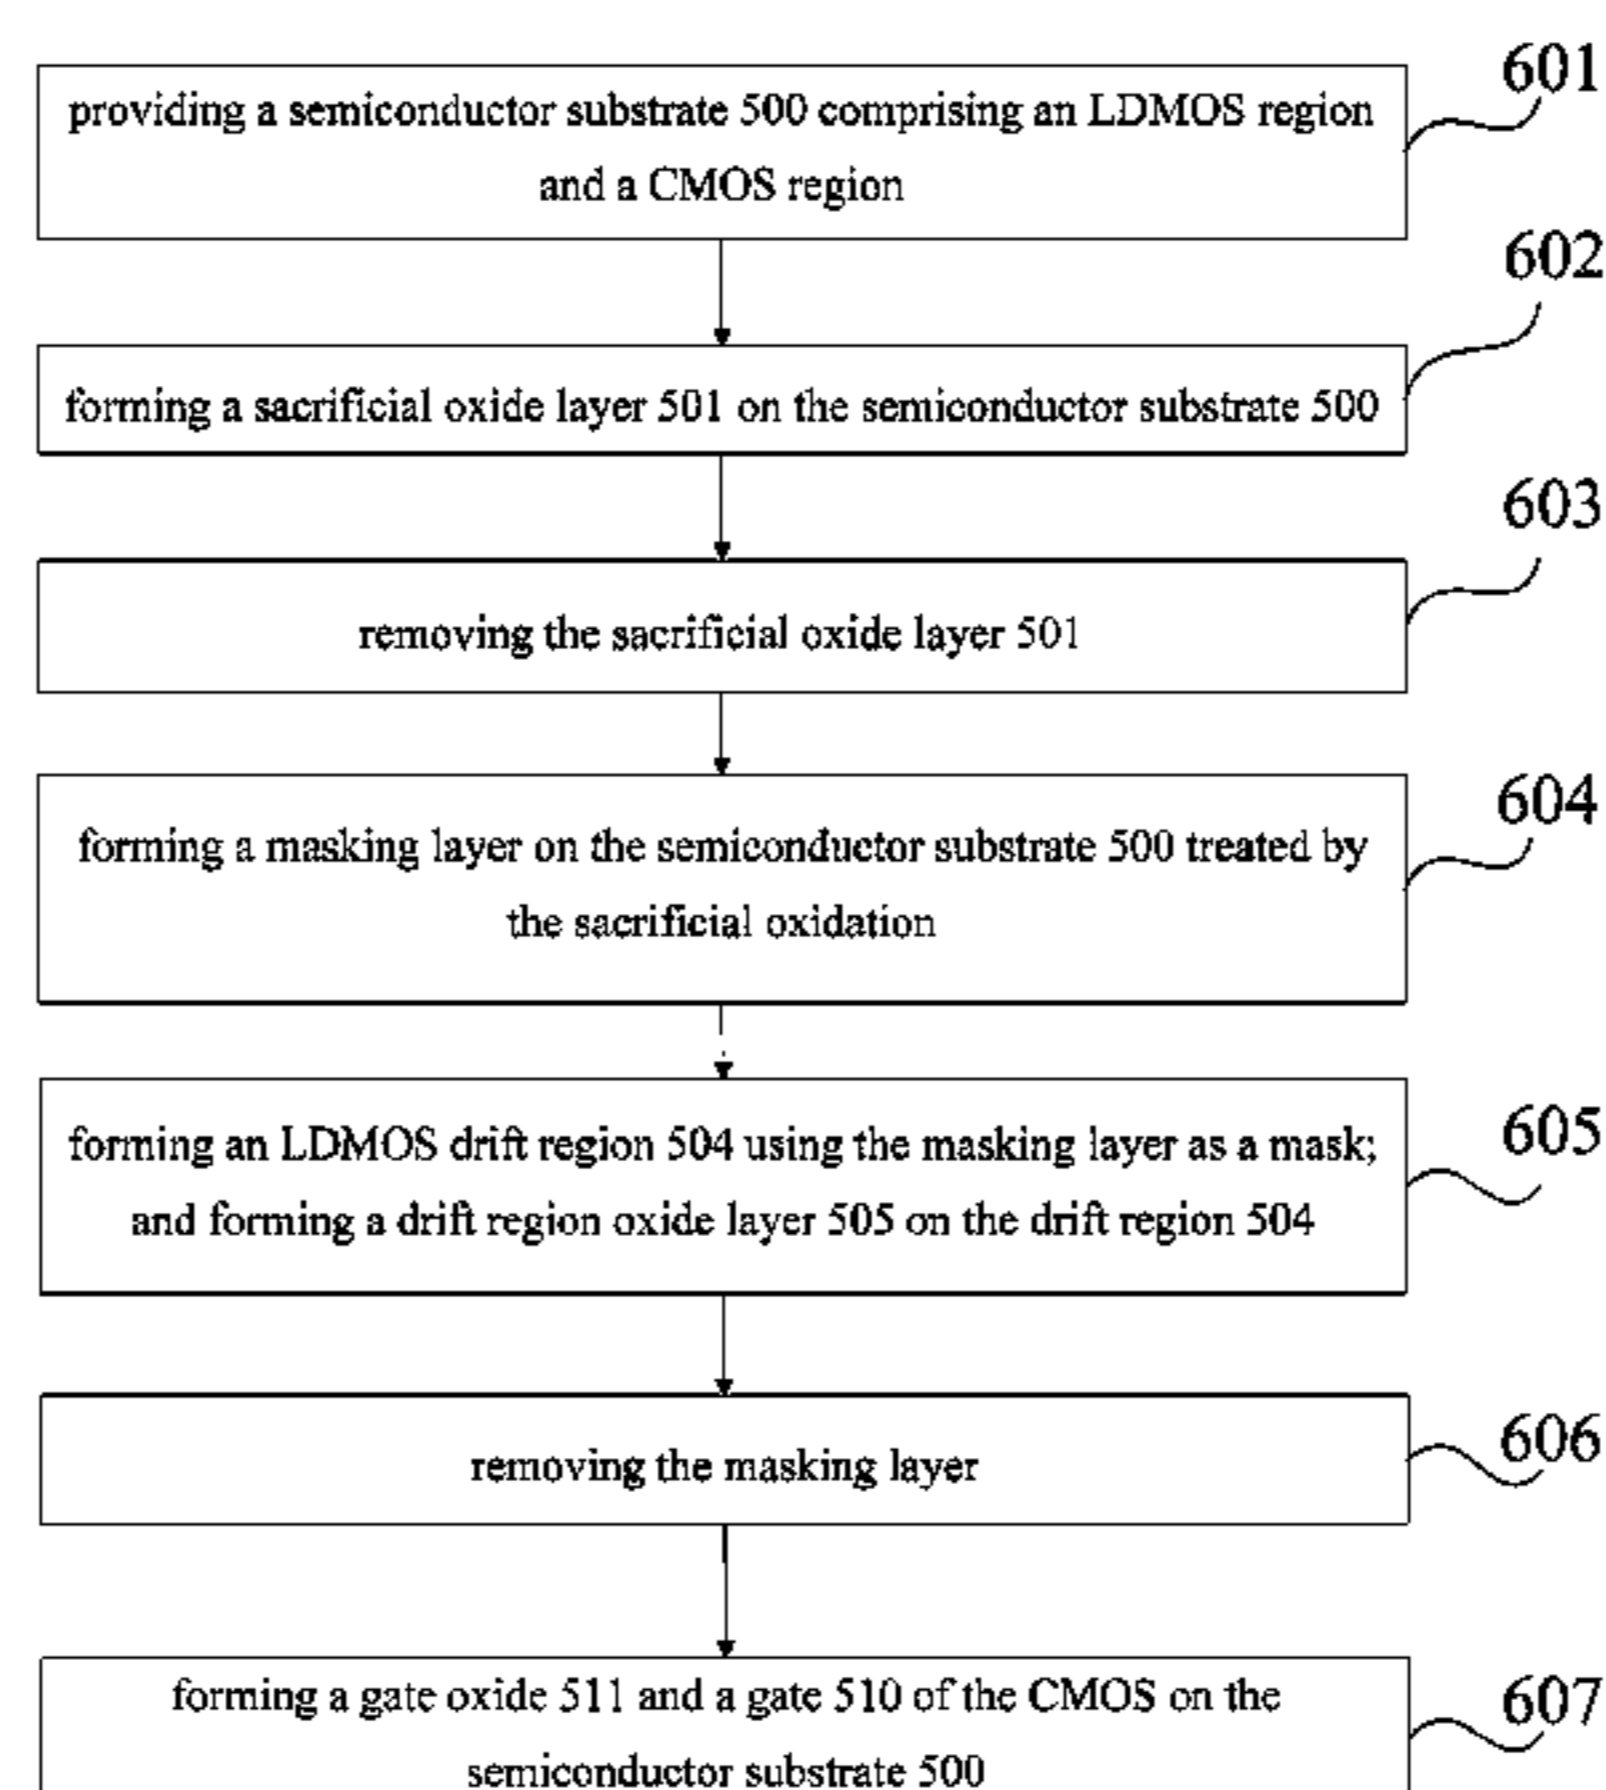 601
providing a semiconductor substrate 500 comprising an LDMOS region
and a CMOS region
602
forming a sacrificial oxide layer 501 on the semiconductor substrate 500
603
removing the sacrificial oxide layer 501
604
forming a masking layer on the semiconductor substrate 500 treated by
the sacrificial oxidation
605
forming an LDMOS drift region 504 using the masking layer as a mask;
and forming a drift region oxide layer 505 on the drift region 504
606
removing the masking layer
607
forming a gate oxide 511 and a gate 510 of the CMOS on the
semiconductor substrate 500